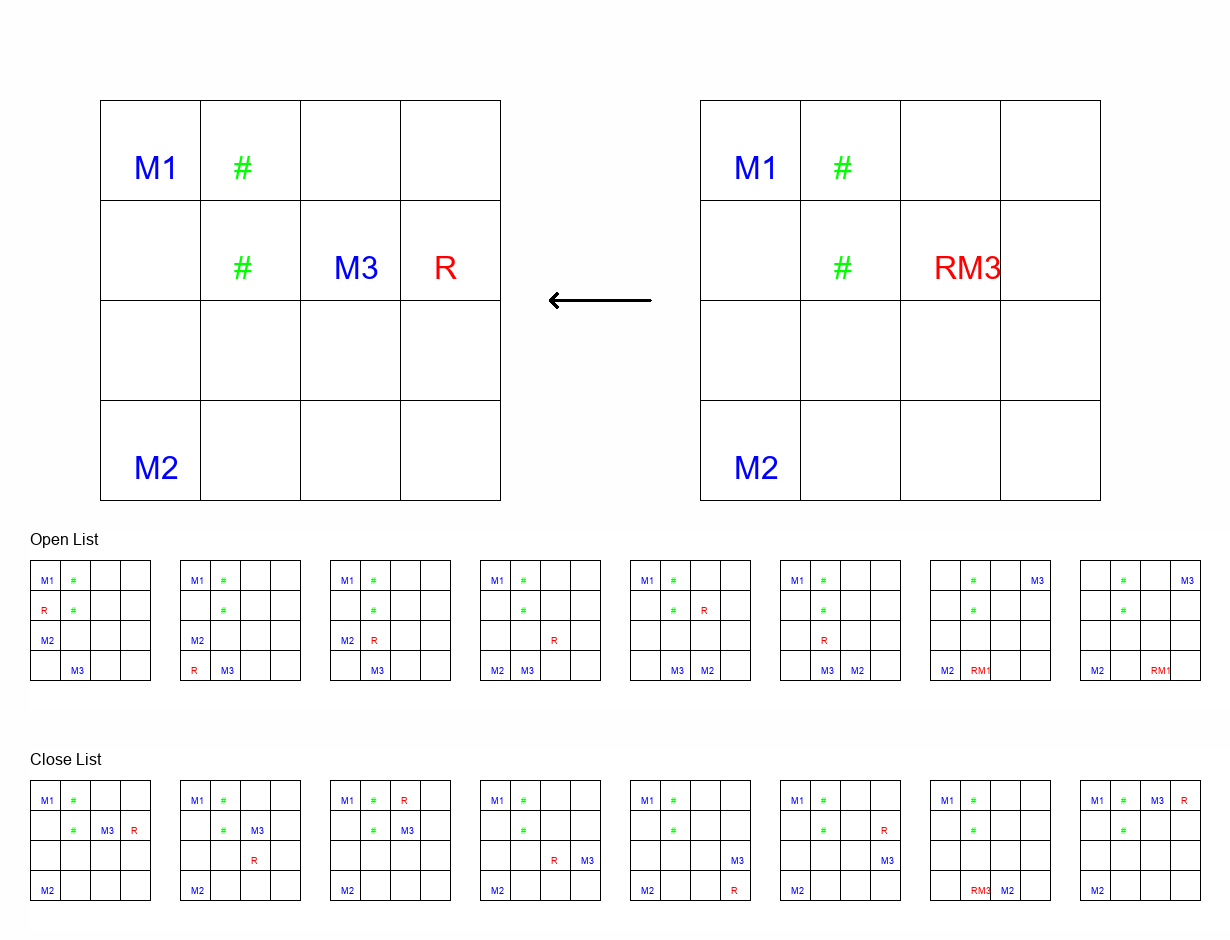 M1 # M1 #
# M3 R # RM3
M2 M2
Open List
M1 # M1 # M1 # M1 # M1 # M1 # # M3 # M3
R # # # # # R # # #
M2 M2 M2 R R R
M3 R M3 M3 M2 M3 M3 M2 M3 M2 M2 RM1 M2 RM1
Close List
M1 # M1 # M1 # R M1 # M1 # M1 # M1 # M1 # M3 R
# M3 R # M3 # M3 # # # R # #
R R M3 M3 M3
M2 M2 M2 M2 M2 R M2 RM3 M2 M2